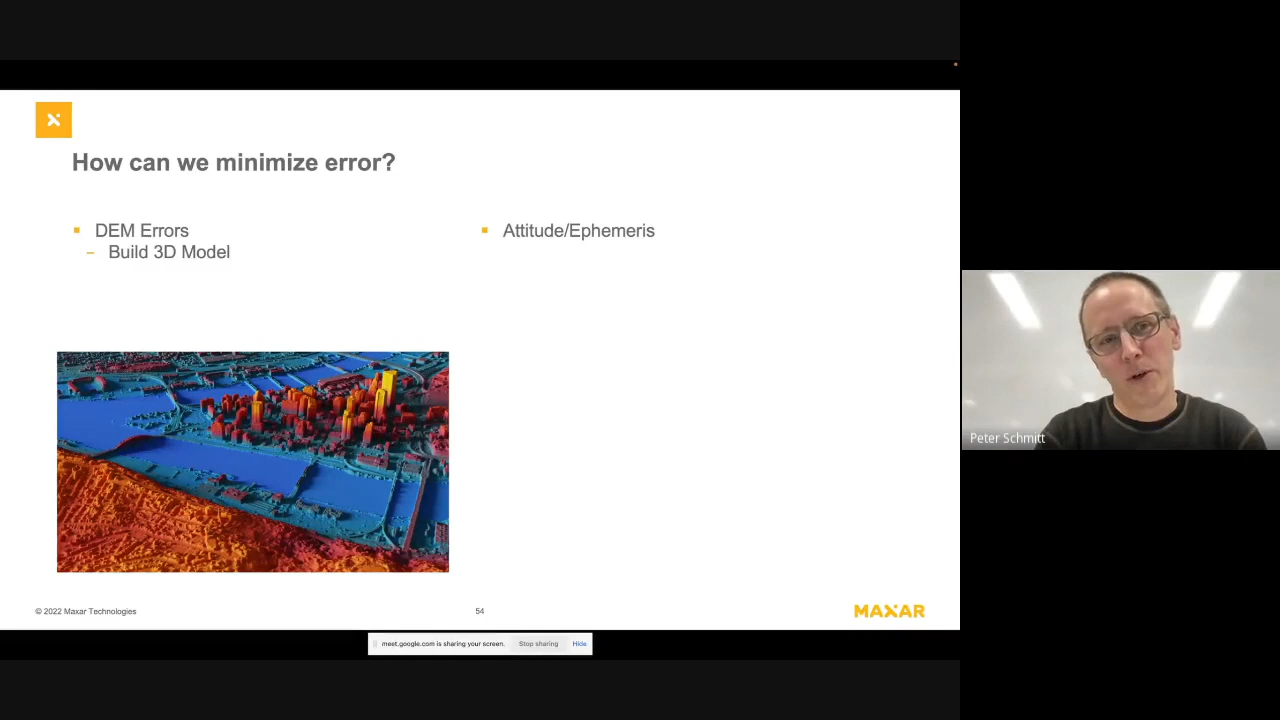 How can we minimize error?
DEM Errors
– Build 3D Model
Attitude/Ephemeris
Peter Schmitt
© 2022 Maxar Technologies
54
MAXAR
meet.google.com is sharing your screen.
Stop sharing
Hide